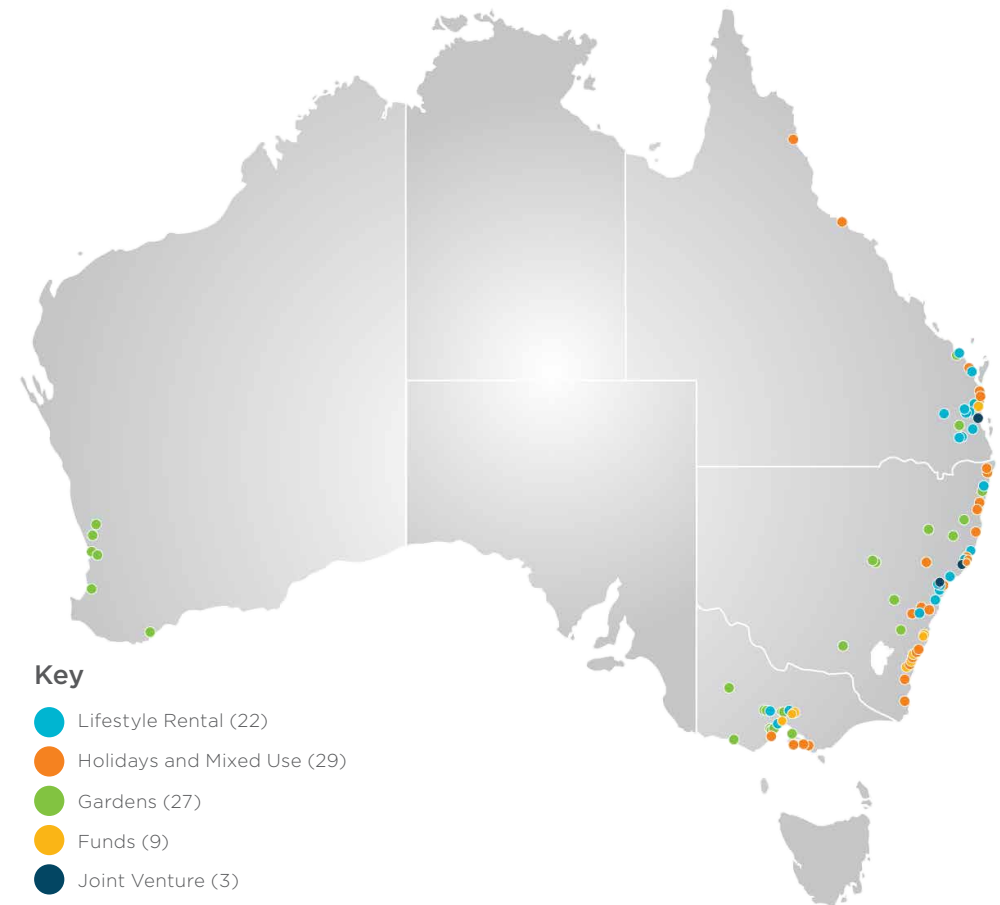 Key
Lifestyle Rental (22)
Holidays and Mixed Use (29)
Gardens (27)
Funds (9)
Joint Venture (3)